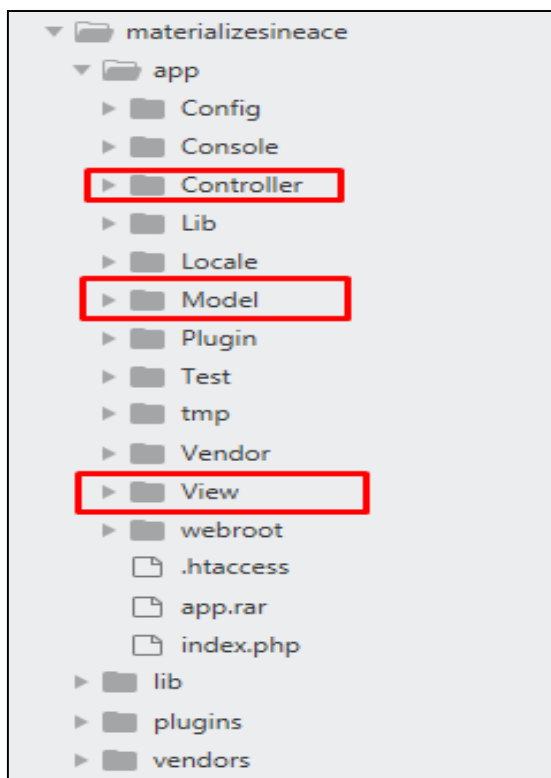 materializesineace
app
Config
Console
Controller
Lib
Locale
Model
Plugin
Test
tmp
Vendor
View
webroot
.htaccess
app.rar
index.php
lib
plugins
vendors